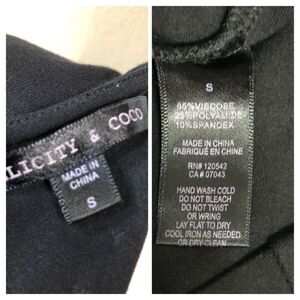 LICITY & COCO
MADE IN
CHINA
S
S
65%VISCOSE
25%POLYAMIDE
10%SPANDEX
MADE IN CHINA
FABRIQUÉ EN CHINE
RN# 120542
CA# 07043
HAND WASH COLD
DO NOT BLEACH
DO NOT TWIST
OR WRING
LAY FLAT TO DRY
COOL IRON AS NEEDED
OR DRY CLEAN